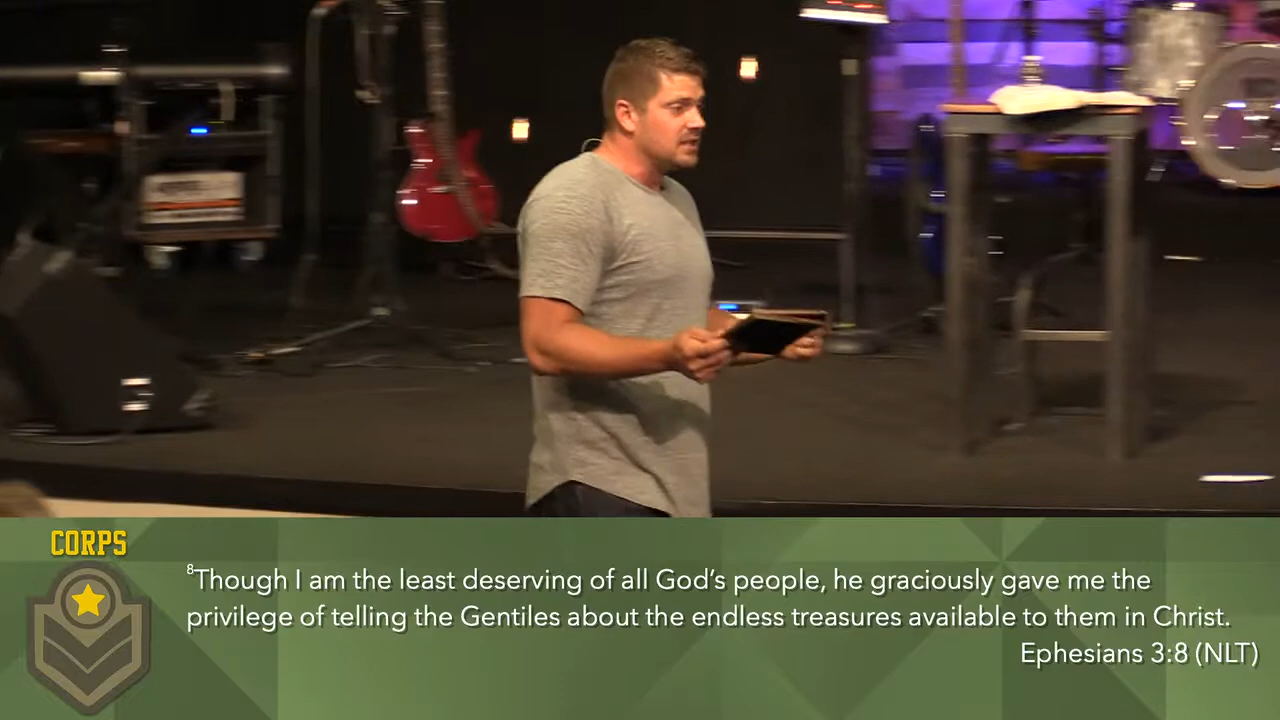 CORPS
⁸Though I am the least deserving of all God's people, he graciously gave me the
privilege of telling the Gentiles about the endless treasures available to them in Christ.
Ephesians 3:8 (NLT)